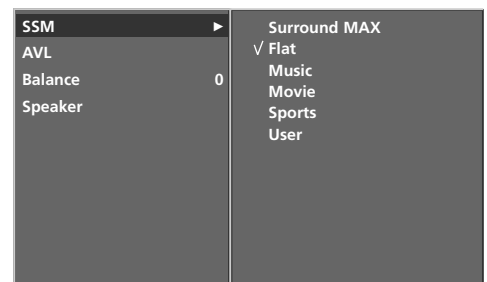 SSM ►
AVL
Balance 0
Speaker
Surround MAX
√ Flat
Music
Movie
Sports
User